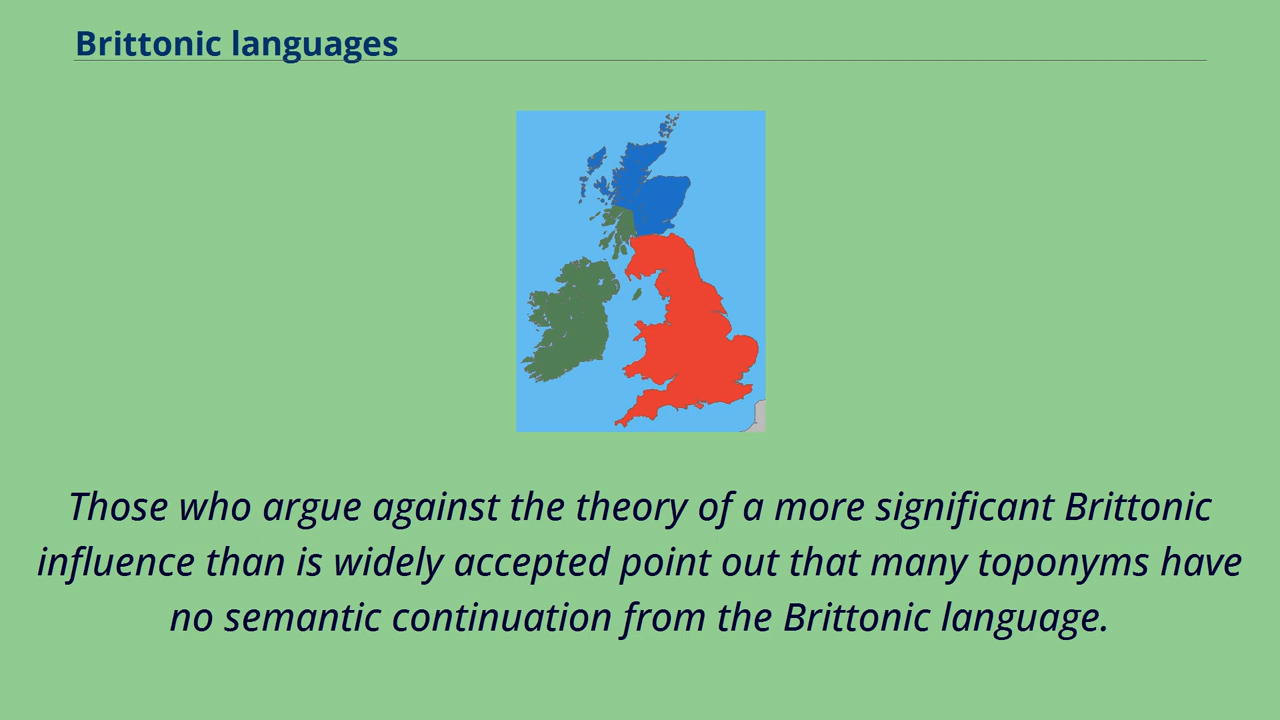 Brittonic languages
Those who argue against the theory of a more significant Brittonic
influence than is widely accepted point out that many toponyms have
no semantic continuation from the Brittonic language.